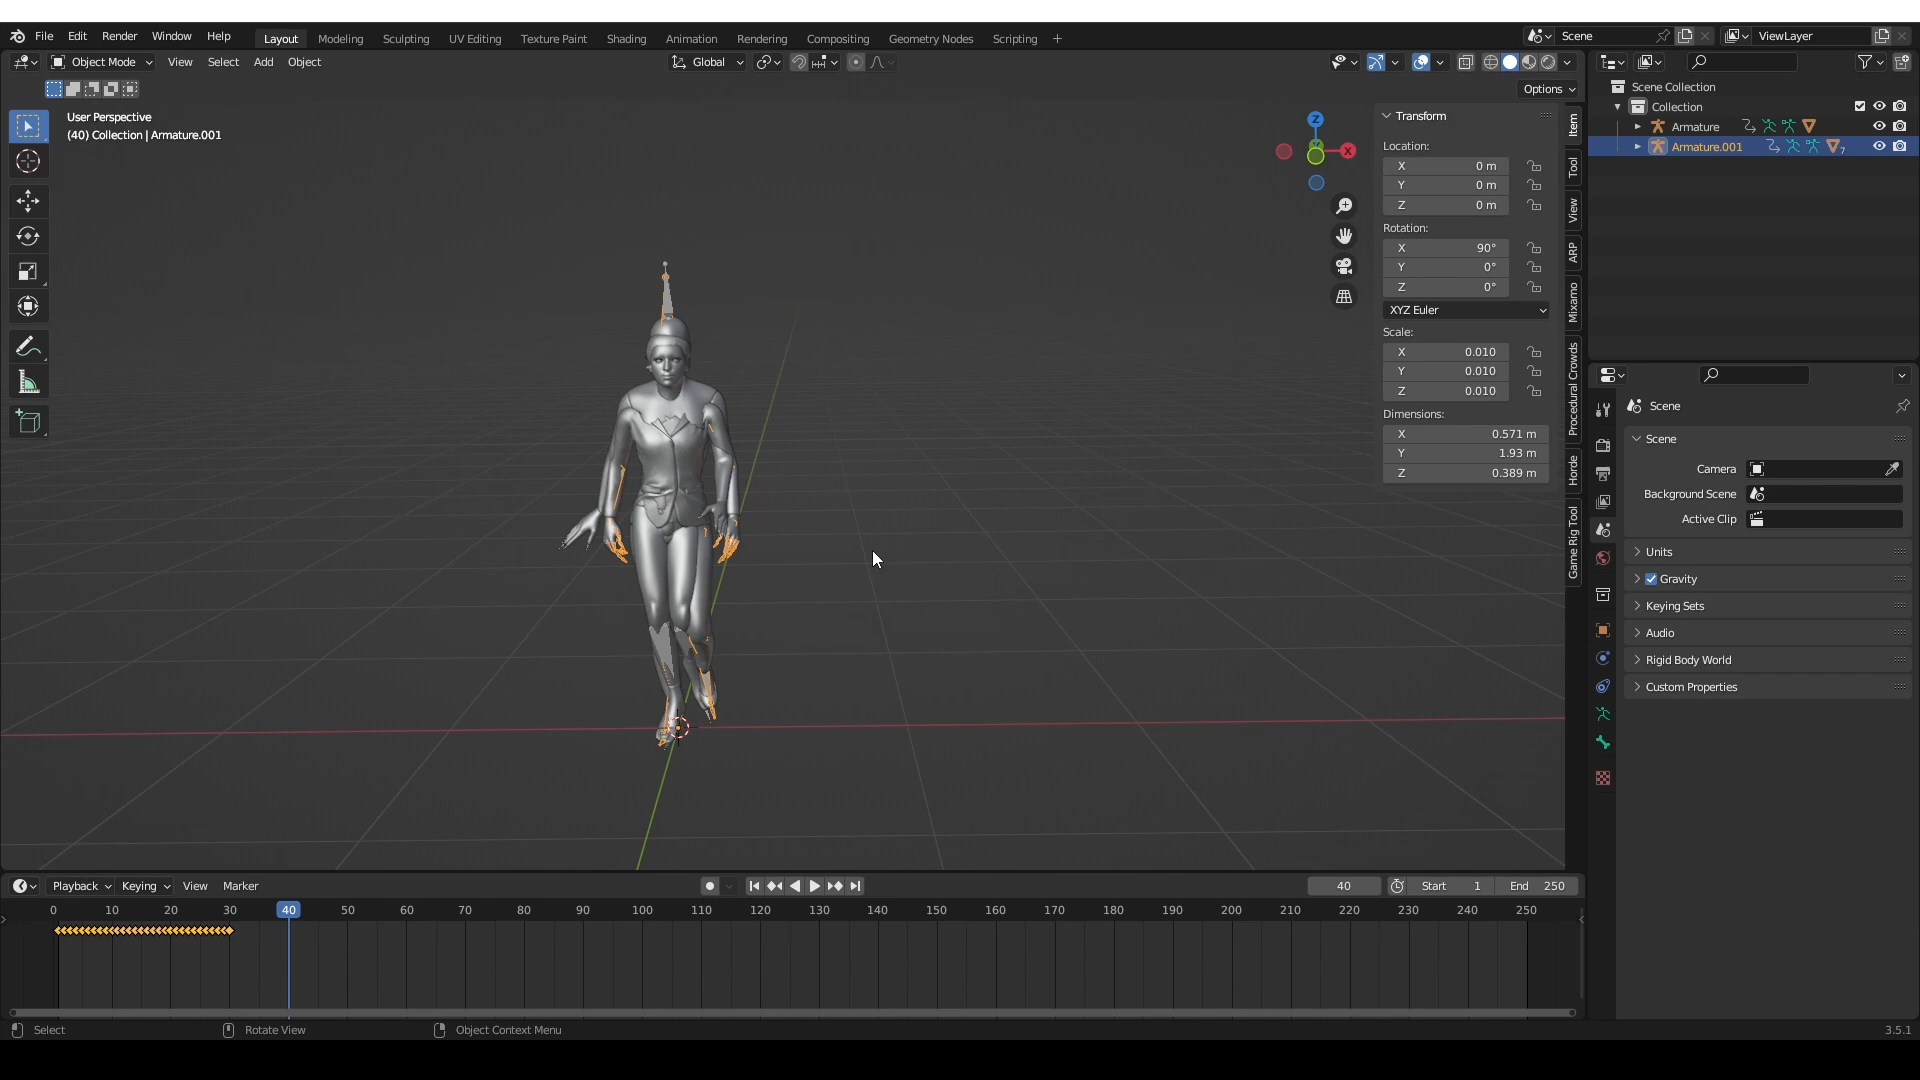 File Edit Render Window Help Layout Modeling Sculpting UV Editing Texture Paint Shading Animation Rendering Compositing Geometry Nodes Scripting + Scene ViewLayer
Object Mode View Select Add Object Global
Options
User Perspective
(40) Collection | Armature.001
Z
X
Transform
Location:
X 0 m
Y 0 m
Z 0 m
Rotation:
X 90°
Y 0°
Z 0°
XYZ Euler
Scale:
X 0.010
Y 0.010
Z 0.010
Dimensions:
X 0.571 m
Y 1.93 m
Z 0.389 m
Item
Tool
View
ARP
Mixamo
Procedural Crowds
Horde
Game Rig Tool
Scene Collection
Collection
Armature
Armature.001 7
Scene
Scene
Camera
Background Scene
Active Clip
Units
Gravity
Keying Sets
Audio
Rigid Body World
Custom Properties
Playback Keying View Marker 40 Start 1 End 250
0 10 20 30 40 50 60 70 80 90 100 110 120 130 140 150 160 170 180 190 200 210 220 230 240 250
Select Rotate View Object Context Menu 3.5.1